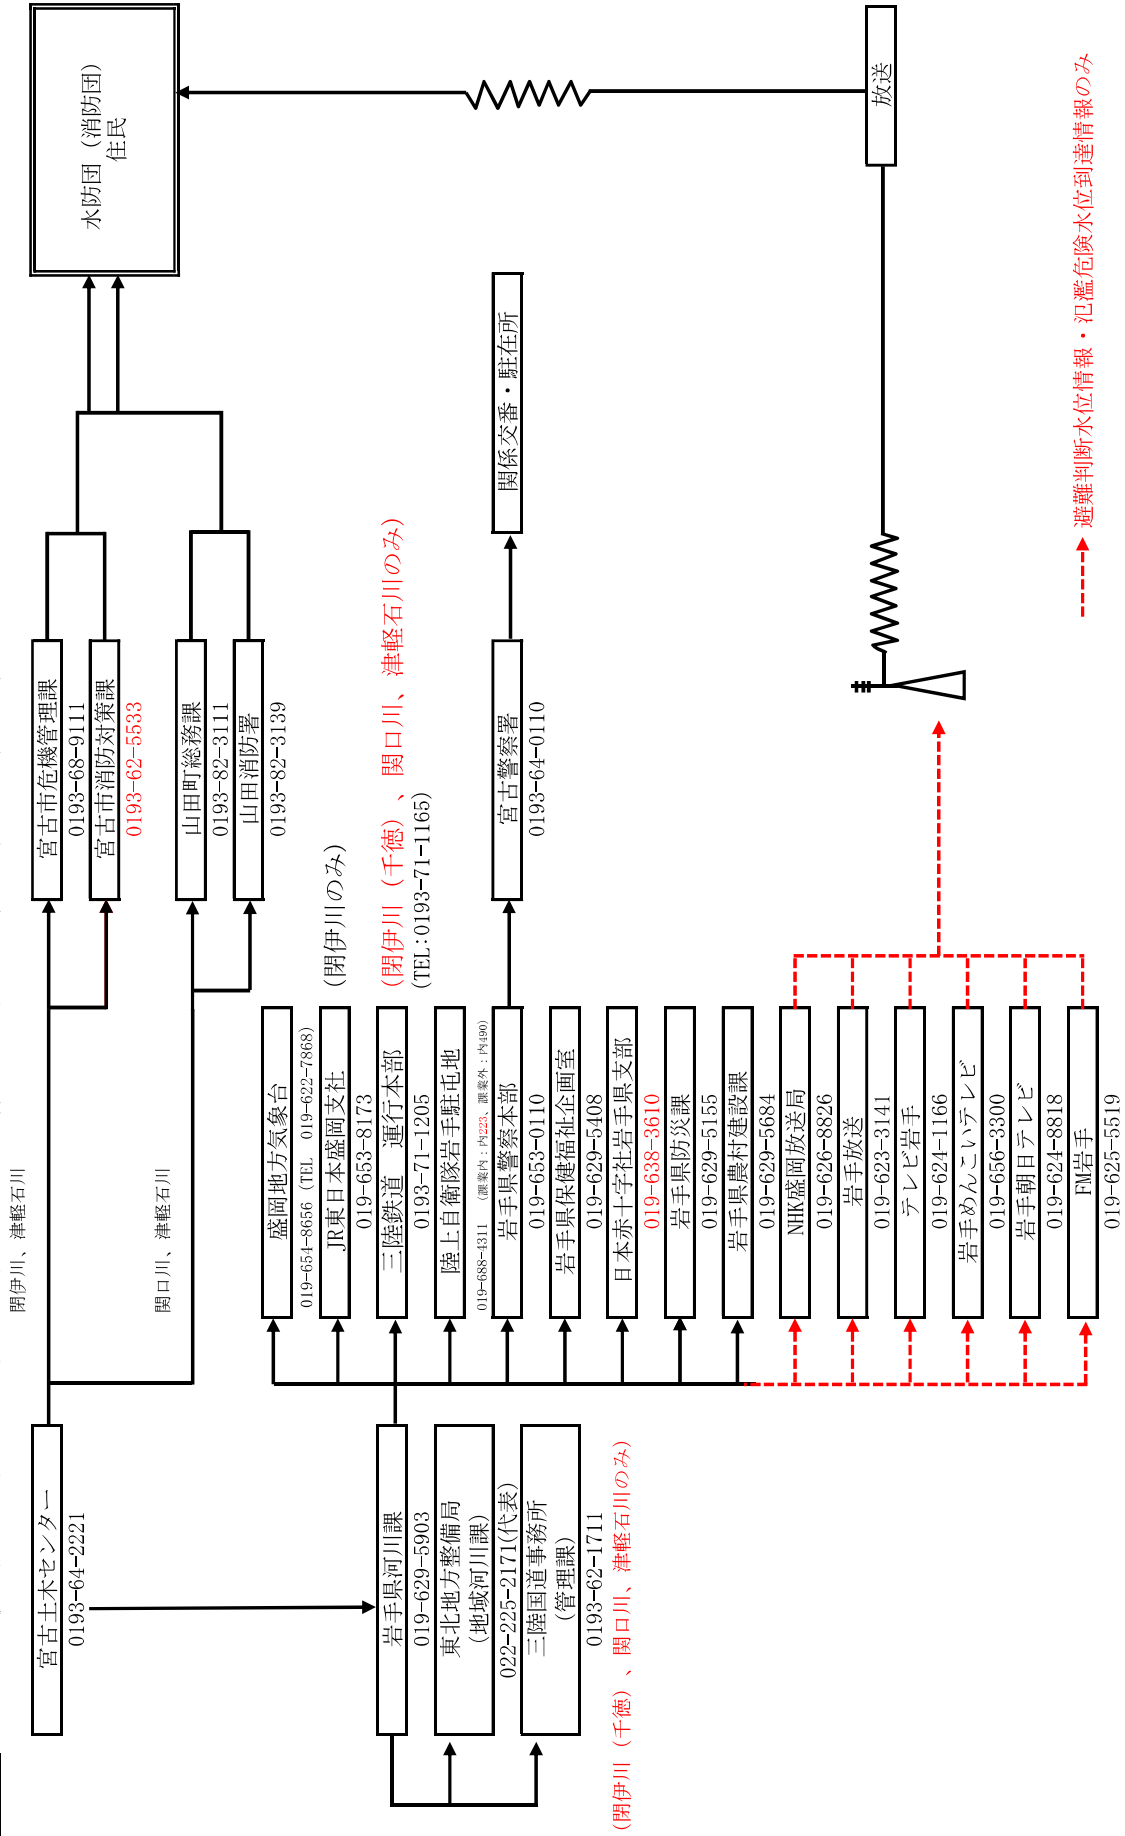 閉伊川、津軽石川
関口川、津軽石川
宮古土木センター
0193-64-2221
岩手県河川課
019-629-5903
東北地方整備局
(地域河川課)
022-225-2171(代表)
三陸国道事務所
(管理課)
0193-62-1711
(閉伊川(千徳)、関口川、津軽石川のみ)
盛岡地方気象台
019-654-8656 (TEL 019-622-7868)
JR東日本盛岡支社
019-653-8173
(閉伊川のみ)
三陸鉄道 運行本部
0193-71-1205
(閉伊川(千徳)、関口川、津軽石川のみ)
(TEL:0193-71-1165)
陸上自衛隊岩手駐屯地
019-688-4311 (課業内:内223、課業外:内490)
岩手県警察本部
019-653-0110
岩手県保健福祉企画室
019-629-5408
日本赤十字社岩手県支部
019-638-3610
岩手県防災課
019-629-5155
岩手県農村建設課
019-629-5684
NHK盛岡放送局
019-626-8826
岩手放送
019-623-3141
テレビ岩手
019-624-1166
岩手めんこいテレビ
019-656-3300
岩手朝日テレビ
019-624-8818
FM岩手
019-625-5519
宮古市危機管理課
0193-68-9111
宮古市消防対策課
0193-62-5533
山田町総務課
0193-82-3111
山田消防署
0193-82-3139
宮古警察署
0193-64-0110
関係交番・駐在所
水防団(消防団)
住民
放送
避難判断水位情報・氾濫危険水位到達情報のみ